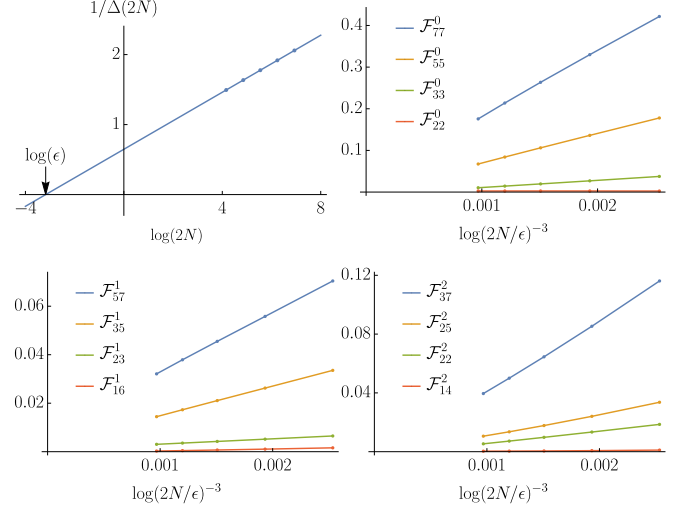 1/Δ(2N)
2
1
log(ϵ)
−4
4
8
log(2N)
0.4
0.3
0.2
0.1
ℱ⁰₇₇
ℱ⁰₅₅
ℱ⁰₃₃
ℱ⁰₂₂
0.001
0.002
log(2N/ϵ)⁻³
0.06
0.04
0.02
ℱ¹₅₇
ℱ¹₃₅
ℱ¹₂₃
ℱ¹₁₆
0.001
0.002
log(2N/ϵ)⁻³
0.12
0.08
0.04
ℱ²₃₇
ℱ²₂₅
ℱ²₂₂
ℱ²₁₄
0.001
0.002
log(2N/ϵ)⁻³